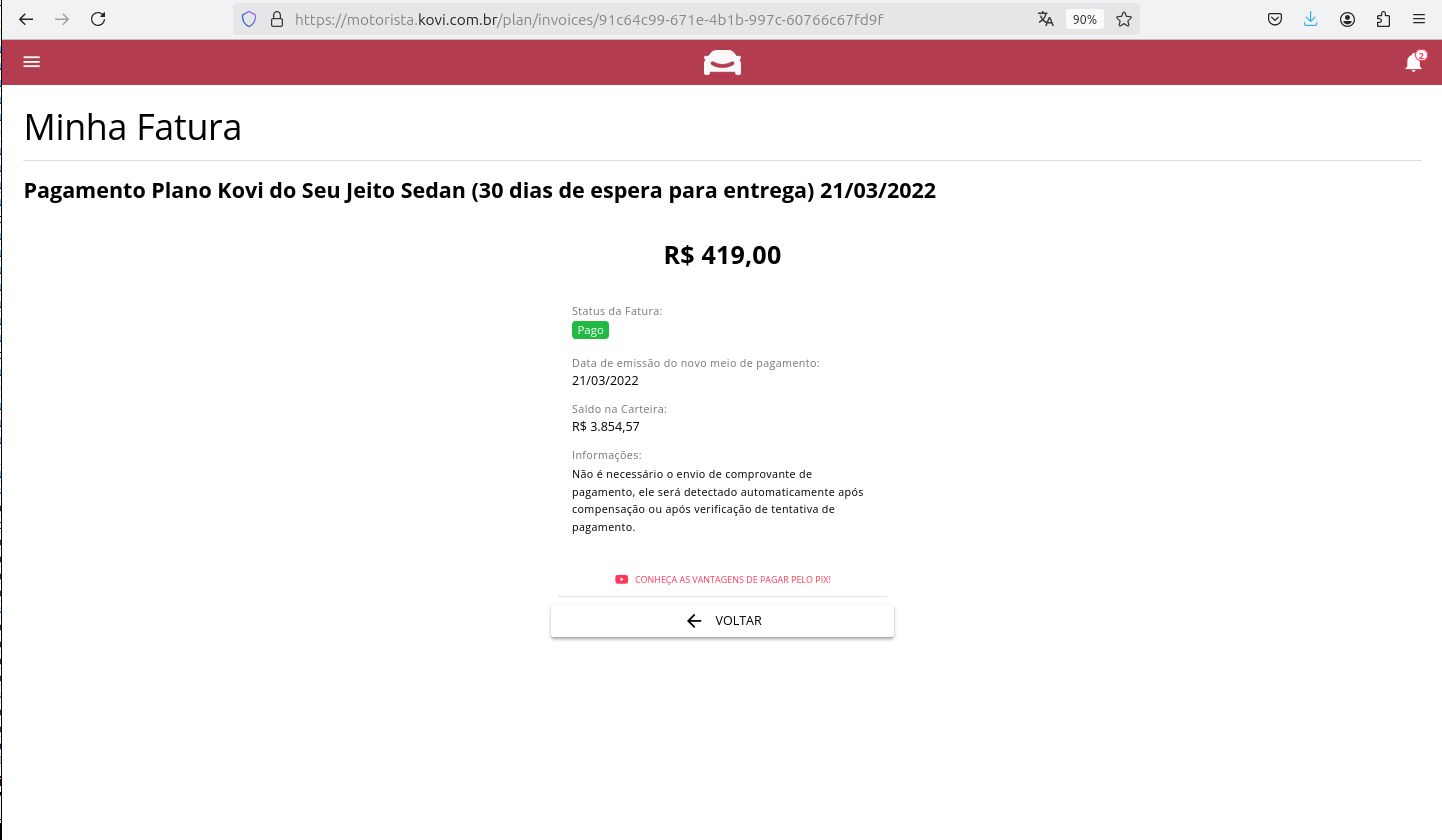 https://motorista.kovi.com.br/plan/invoices/91c64c99-671e-4b1b-997c-60766c67fd9f
90%
2
Minha Fatura
Pagamento Plano Kovi do Seu Jeito Sedan (30 dias de espera para entrega) 21/03/2022
R$ 419,00
Status da Fatura:
Pago
Data de emissão do novo meio de pagamento:
21/03/2022
Saldo na Carteira:
R$ 3.854,57
Informações:
Não é necessário o envio de comprovante de
pagamento, ele será detectado automaticamente após
compensação ou após verificação de tentativa de
pagamento.
CONHEÇA AS VANTAGENS DE PAGAR PELO PIX!
VOLTAR